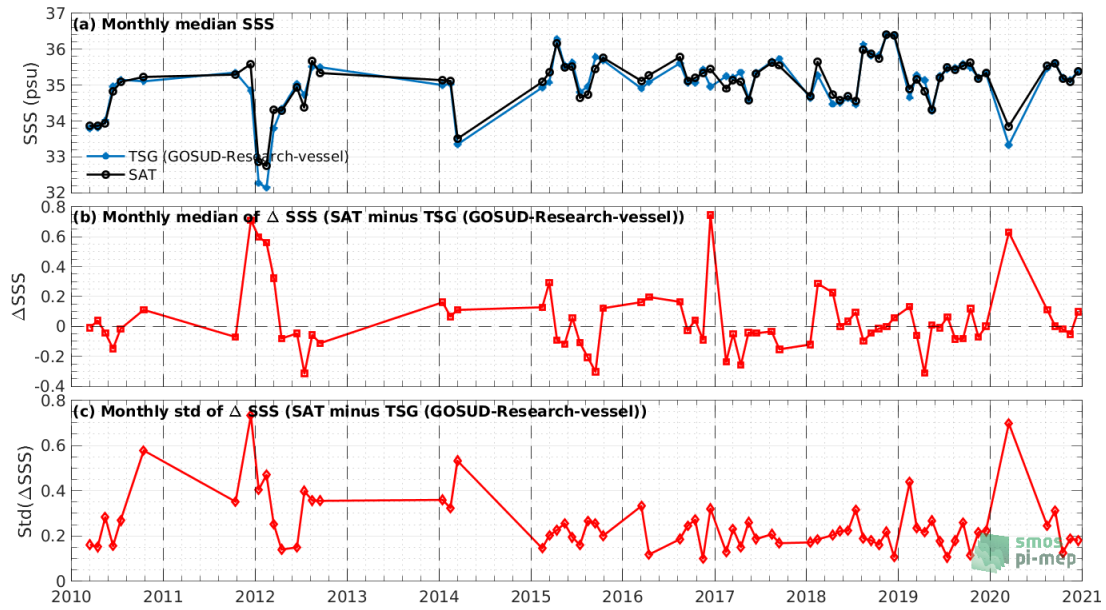 (a) Monthly median SSS
37
36
35
34
33
32
SSS (psu)
TSG (GOSUD-Research-vessel)
SAT
(b) Monthly median of Δ SSS (SAT minus TSG (GOSUD-Research-vessel))
0.8
0.6
0.4
0.2
0
-0.2
-0.4
ΔSSS
(c) Monthly std of Δ SSS (SAT minus TSG (GOSUD-Research-vessel))
0.8
0.6
0.4
0.2
0
Std(ΔSSS)
smos
pi-mep
2010 2011 2012 2013 2014 2015 2016 2017 2018 2019 2020 2021